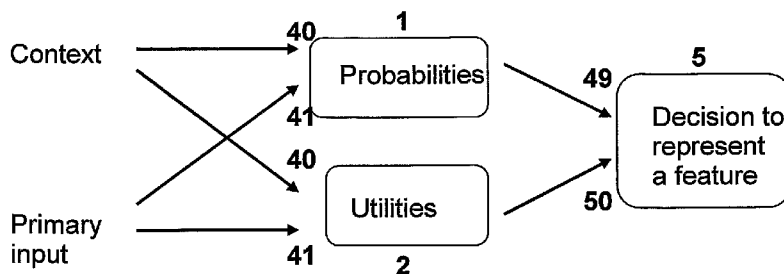 40
1
Context
Probabilities
41
49
5
Decision to
represent
a feature
40
50
Utilities
Primary
input
41
2